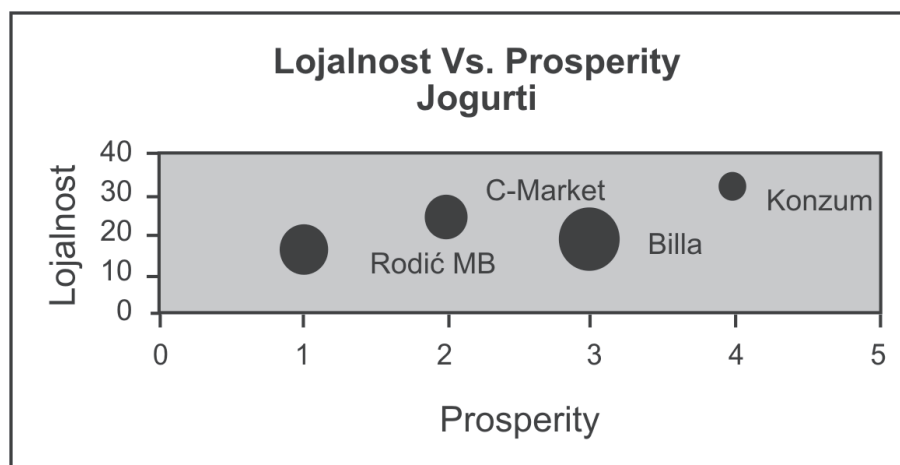 Lojalnost Vs. Prosperity
Jogurti
Lojalnost
40
30
20
10
0
C-Market
Konzum
Rodić MB
Billa
0 1 2 3 4 5
Prosperity